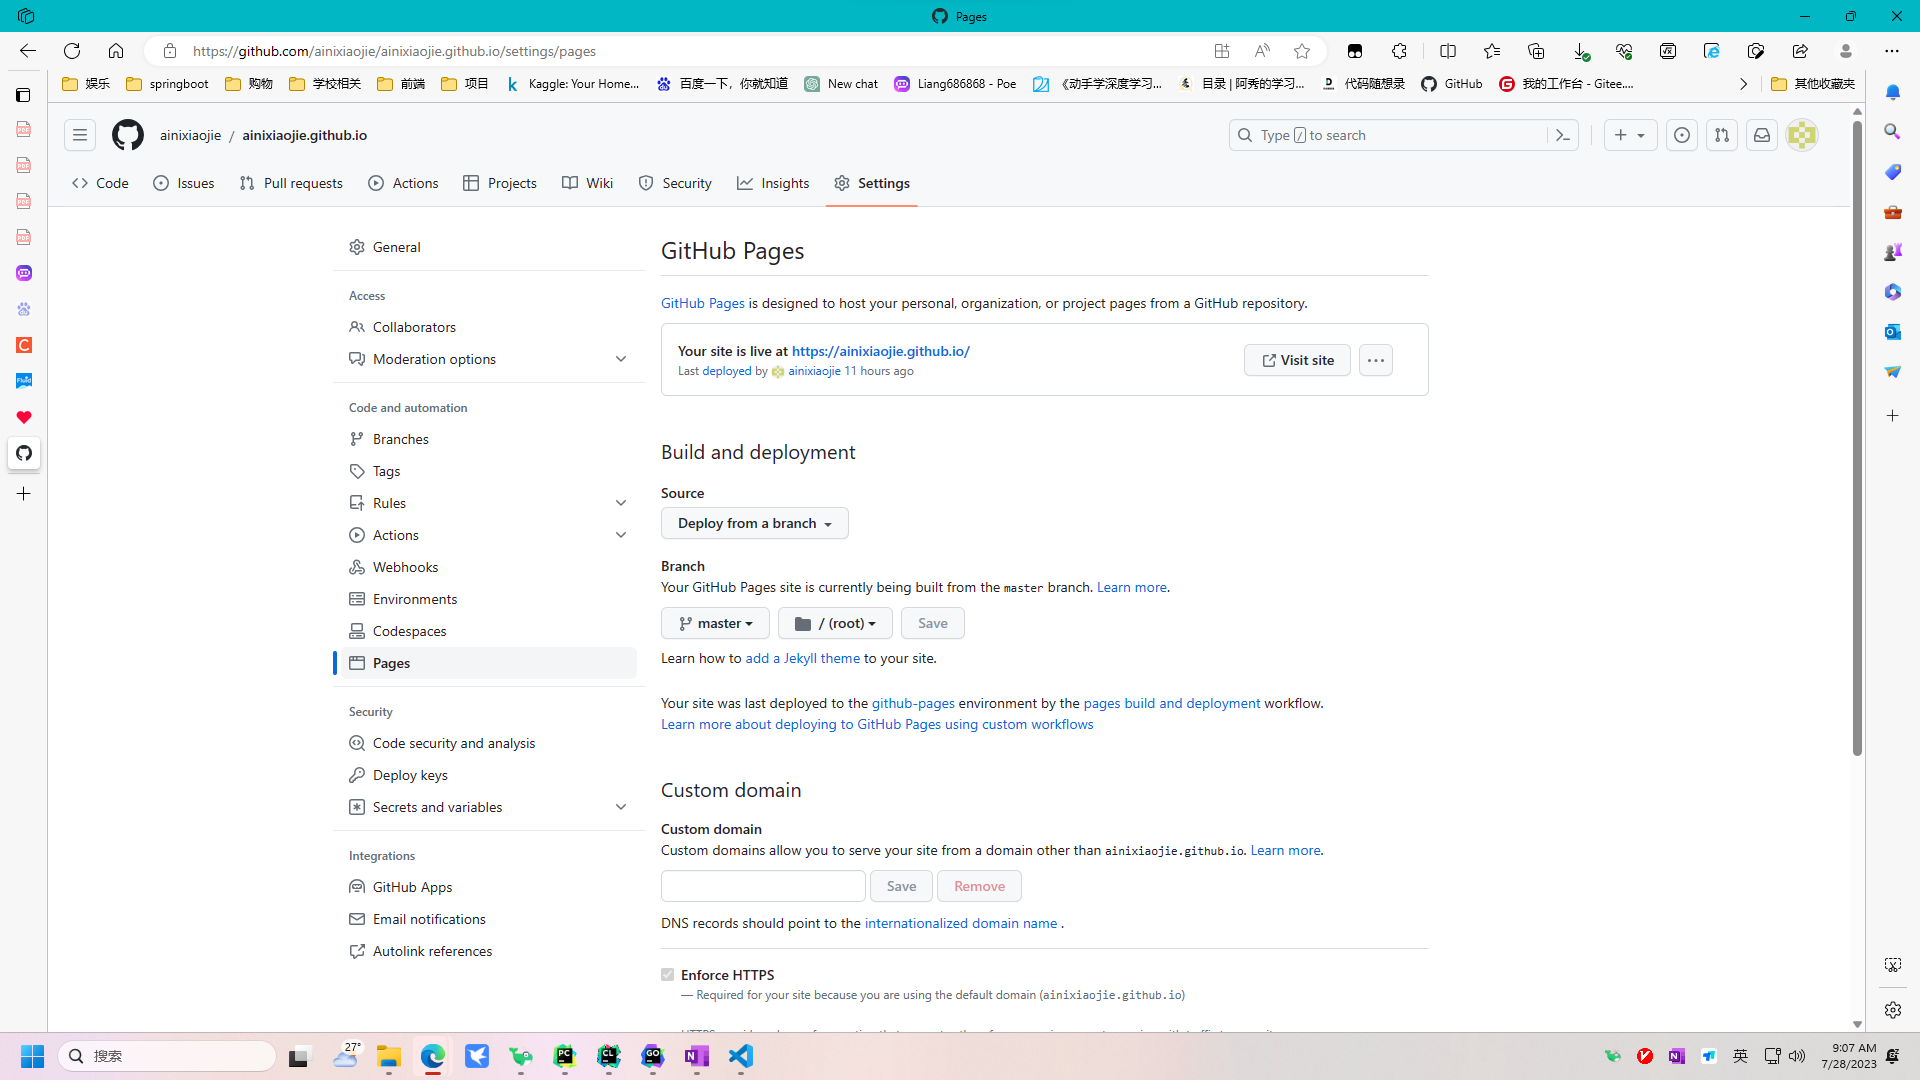 Pages
https://github.com/ainixiaojie/ainixiaojie.github.io/settings/pages
娱乐
springboot
购物
学校相关
前端
项目
Kaggle: Your Home...
百度一下，你就知道
New chat
Liang686868 - Poe
《动手学深度学习...
目录 | 阿秀的学习...
代码随想录
GitHub
我的工作台 - Gitee....
其他收藏夹
ainixiaojie / ainixiaojie.github.io
Type / to search
Code
Issues
Pull requests
Actions
Projects
Wiki
Security
Insights
Settings
General
Access
Collaborators
Moderation options
Code and automation
Branches
Tags
Rules
Actions
Webhooks
Environments
Codespaces
Pages
Security
Code security and analysis
Deploy keys
Secrets and variables
Integrations
GitHub Apps
Email notifications
Autolink references
GitHub Pages
GitHub Pages is designed to host your personal, organization, or project pages from a GitHub repository.
Your site is live at https://ainixiaojie.github.io/
Last deployed by ainixiaojie 11 hours ago
Visit site
Build and deployment
Source
Deploy from a branch
Branch
Your GitHub Pages site is currently being built from the master branch. Learn more.
master
/ (root)
Save
Learn how to add a Jekyll theme to your site.
Your site was last deployed to the github-pages environment by the pages build and deployment workflow.
Learn more about deploying to GitHub Pages using custom workflows
Custom domain
Custom domain
Custom domains allow you to serve your site from a domain other than ainixiaojie.github.io. Learn more.
Save
Remove
DNS records should point to the internationalized domain name .
Enforce HTTPS
— Required for your site because you are using the default domain (ainixiaojie.github.io)
27°
搜索
英
9:07 AM
7/28/2023